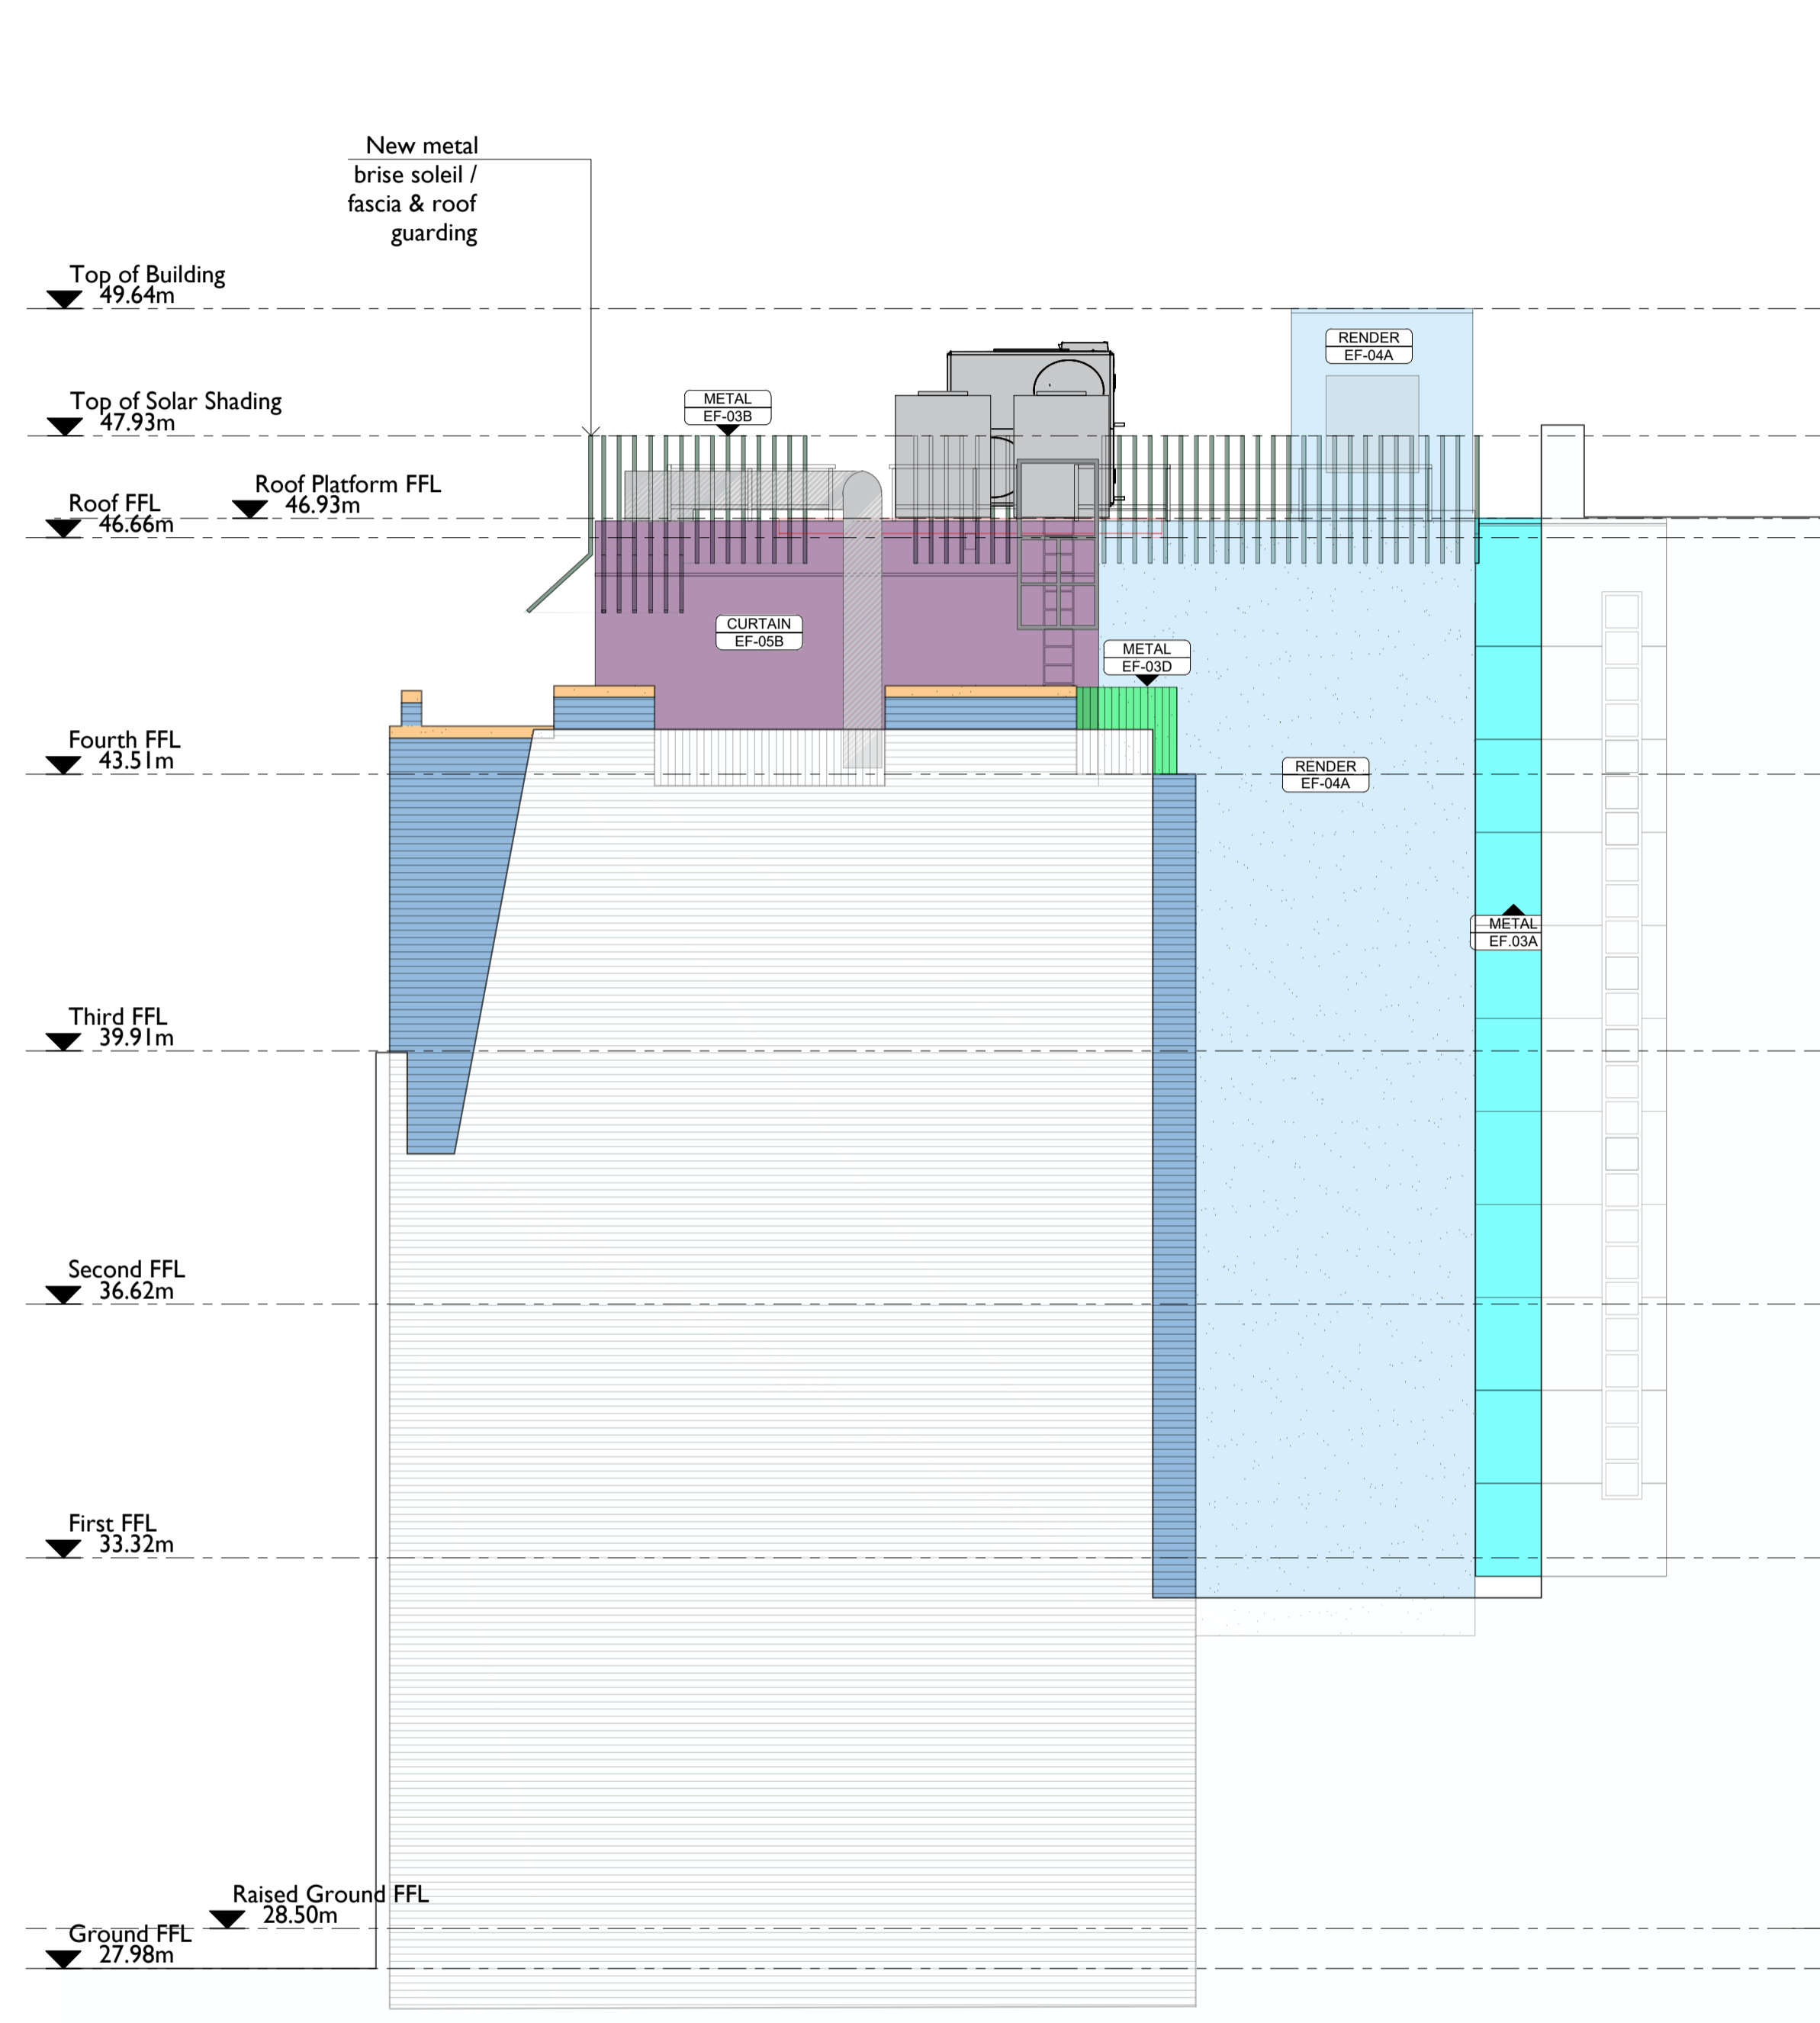 New metal
brise soleil /
fascia & roof
guarding
Top of Building
49.64m
RENDER
EF-04A
Top of Solar Shading
47.93m
METAL
EF-03B
Roof Platform FFL
46.93m
Roof FFL
46.66m
CURTAIN
EF-05B
METAL
EF-03D
Fourth FFL
43.51m
RENDER
EF-04A
METAL
EF.03A
Third FFL
39.91m
Second FFL
36.62m
First FFL
33.32m
Raised Ground FFL
28.50m
Ground FFL
27.98m